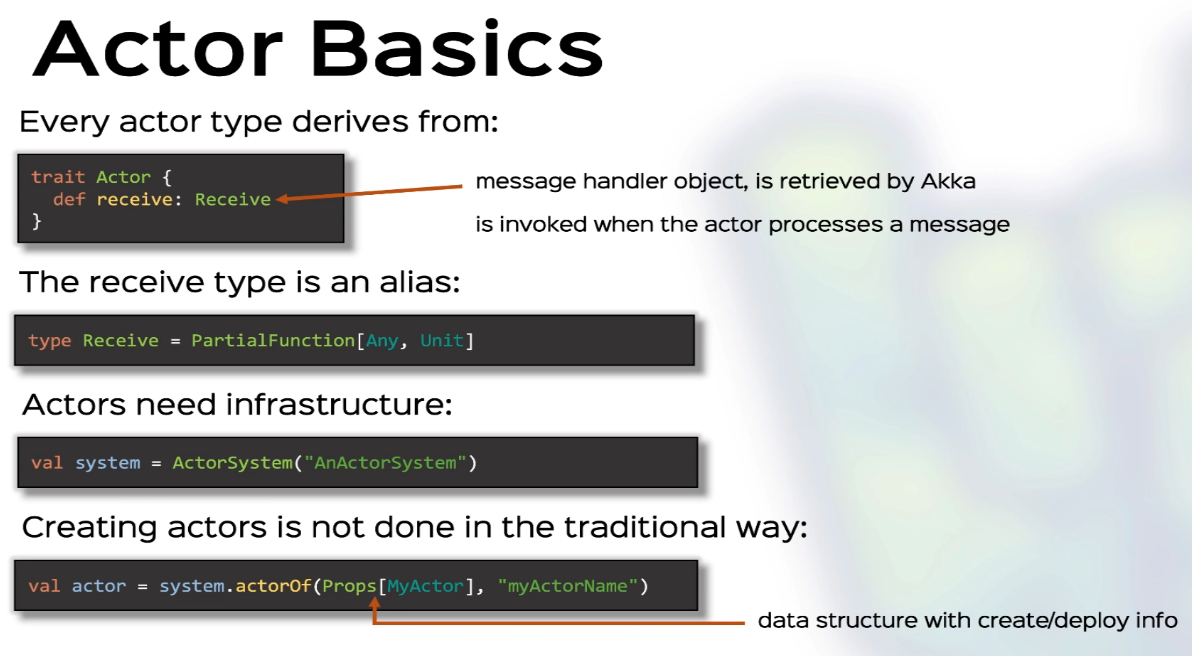 Actor Basics
Every actor type derives from:
trait Actor {
  def receive: Receive
}
message handler object, is retrieved by Akka
is invoked when the actor processes a message
The receive type is an alias:
type Receive = PartialFunction[Any, Unit]
Actors need infrastructure:
val system = ActorSystem("AnActorSystem")
Creating actors is not done in the traditional way:
val actor = system.actorOf(Props[MyActor], "myActorName")
data structure with create/deploy info